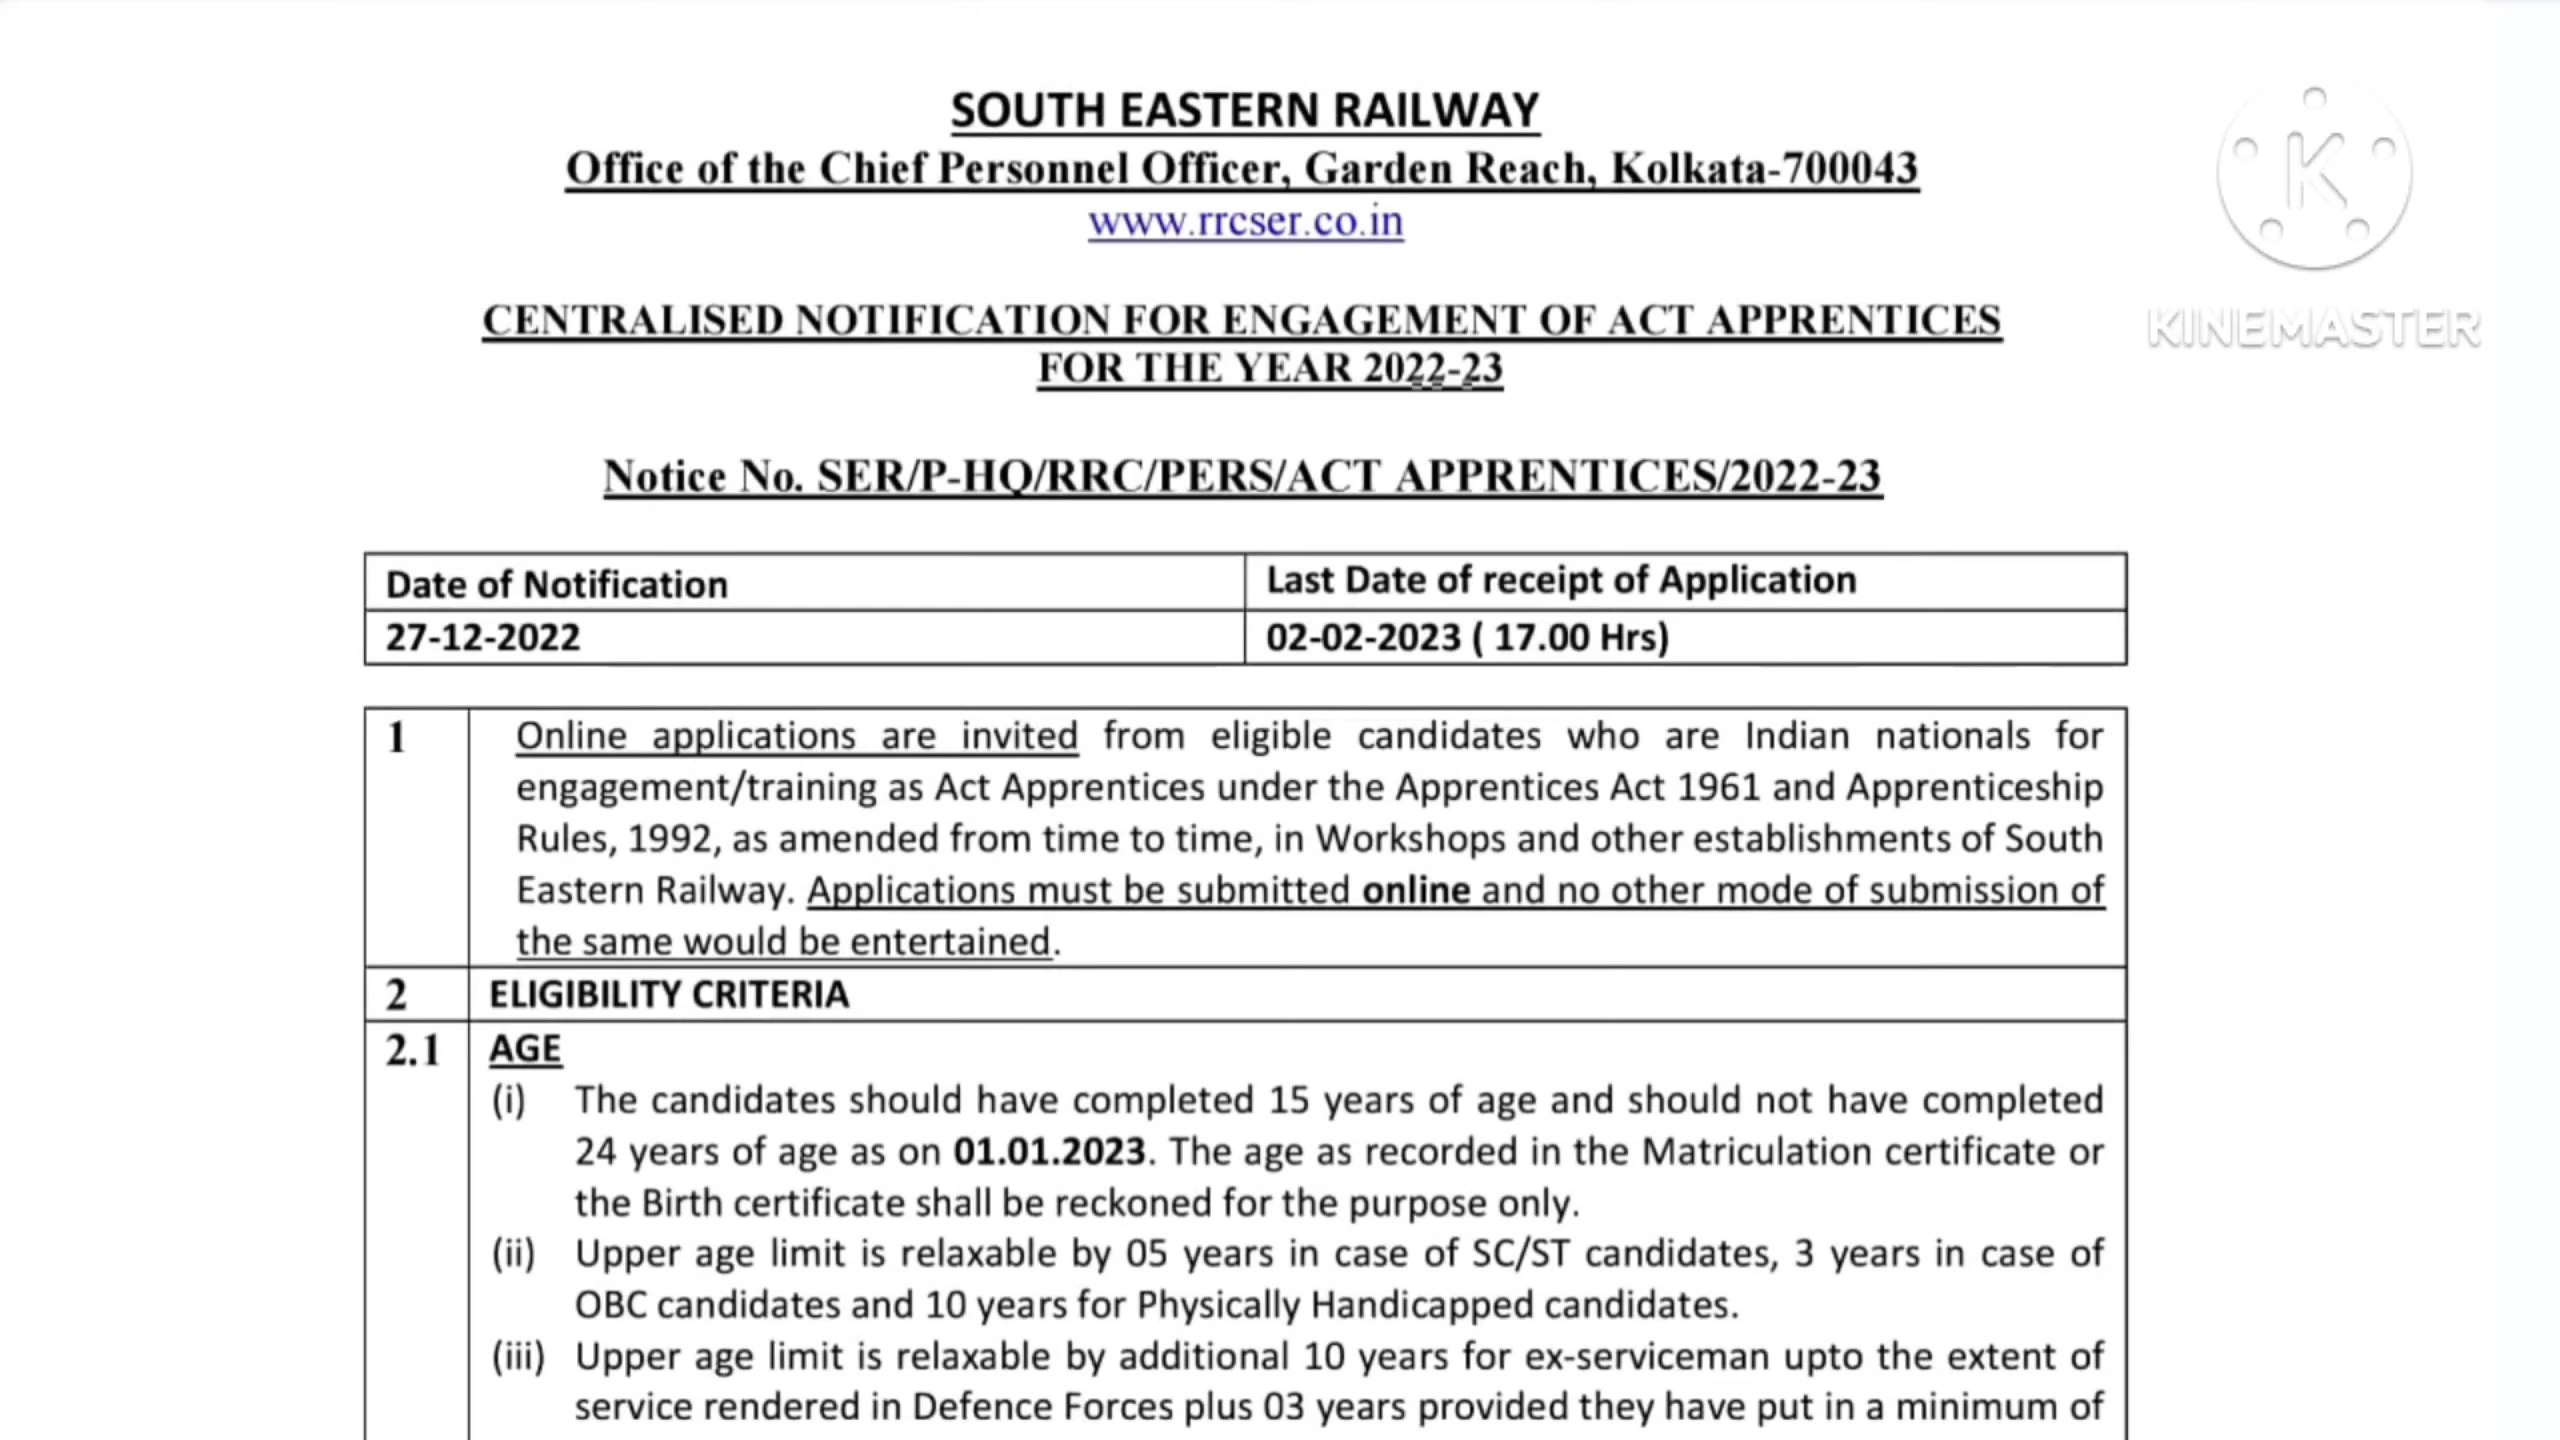 SOUTH EASTERN RAILWAY
Office of the Chief Personnel Officer, Garden Reach, Kolkata-700043
www.rrcser.co.in
K
KINEMASTER
CENTRALISED NOTIFICATION FOR ENGAGEMENT OF ACT APPRENTICES
FOR THE YEAR 2022-23
Notice No. SER/P-HQ/RRC/PERS/ACT APPRENTICES/2022-23
Date of Notification
Last Date of receipt of Application
27-12-2022
02-02-2023 ( 17.00 Hrs)
1
Online applications are invited from eligible candidates who are Indian nationals for
engagement/training as Act Apprentices under the Apprentices Act 1961 and Apprenticeship
Rules, 1992, as amended from time to time, in Workshops and other establishments of South
Eastern Railway. Applications must be submitted online and no other mode of submission of
the same would be entertained.
2 ELIGIBILITY CRITERIA
2.1 AGE
(i) The candidates should have completed 15 years of age and should not have completed
24 years of age as on 01.01.2023. The age as recorded in the Matriculation certificate or
the Birth certificate shall be reckoned for the purpose only.
(ii) Upper age limit is relaxable by 05 years in case of SC/ST candidates, 3 years in case of
OBC candidates and 10 years for Physically Handicapped candidates.
(iii) Upper age limit is relaxable by additional 10 years for ex-serviceman upto the extent of
service rendered in Defence Forces plus 03 years provided they have put in a minimum of